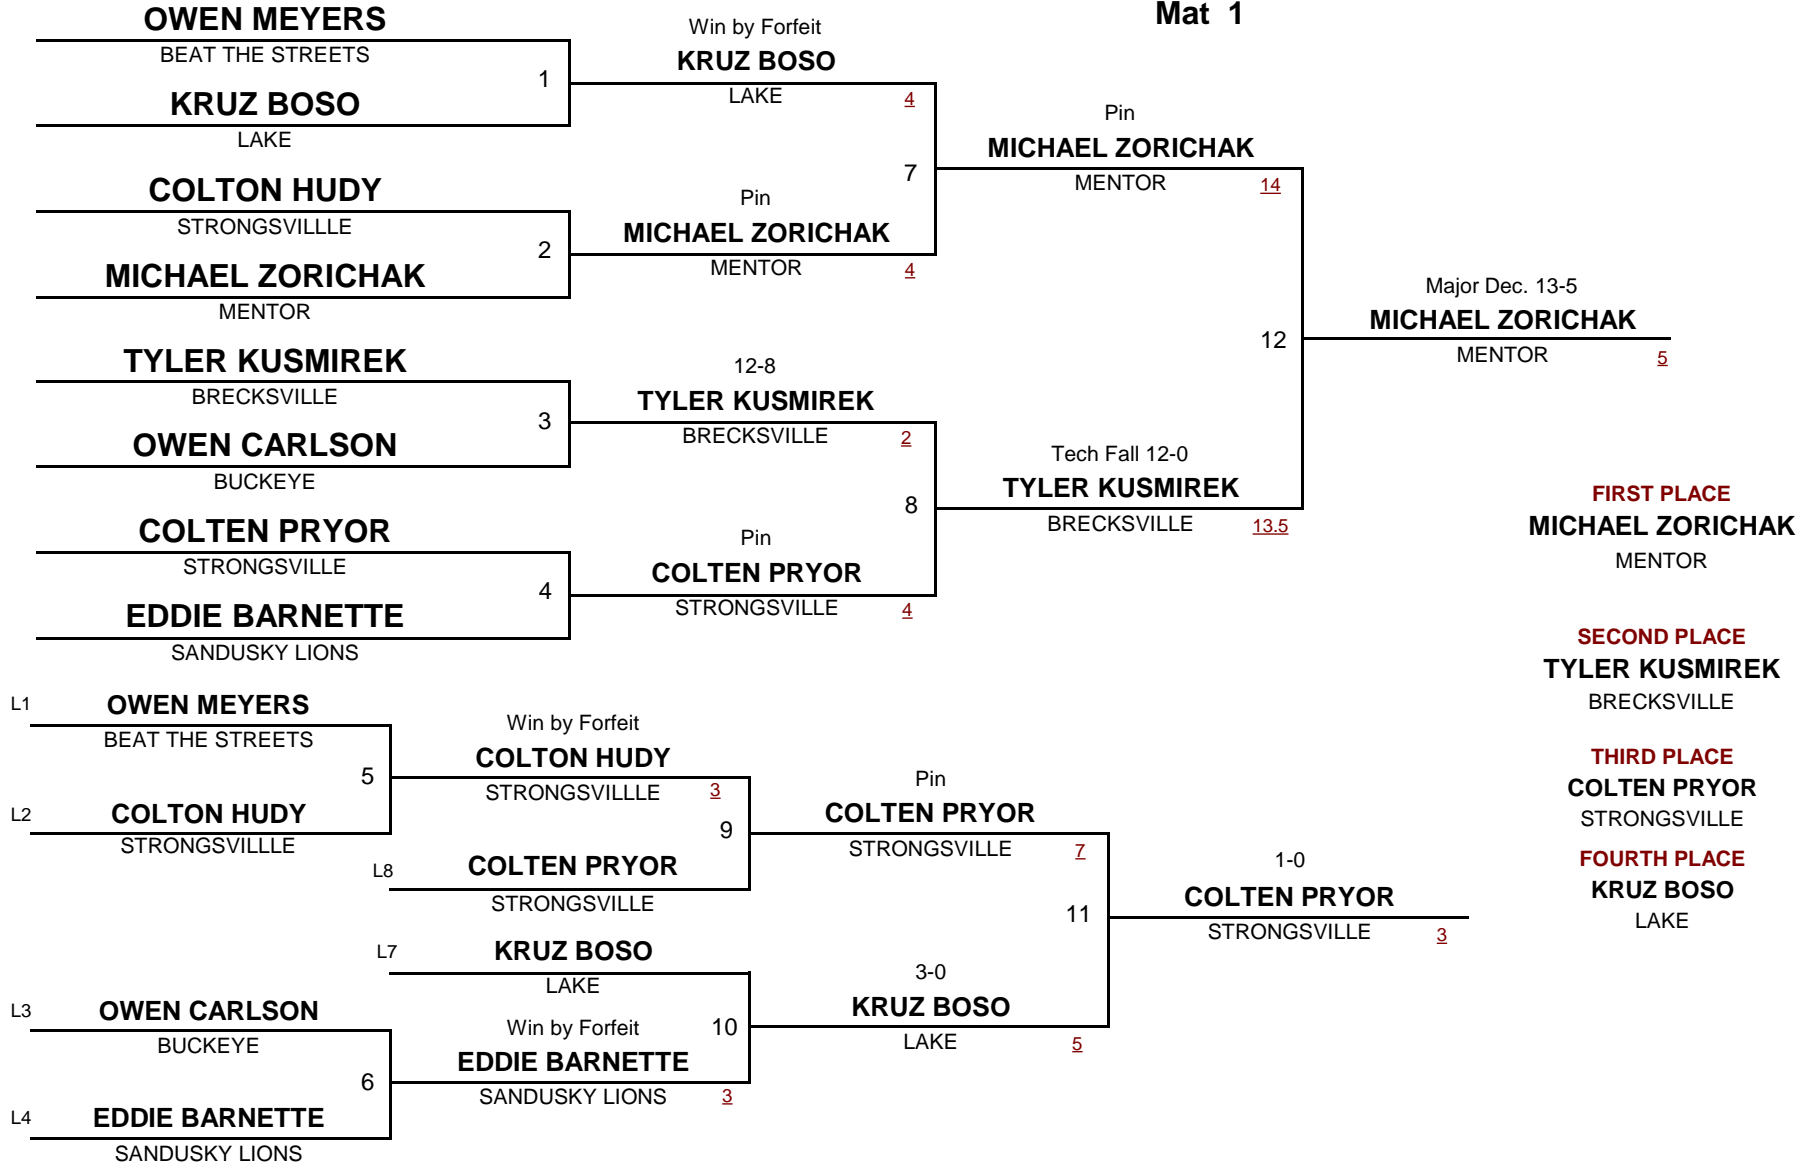 Mat 1
OWEN MEYERS
BEAT THE STREETS
1
KRUZ BOSO
LAKE
COLTON HUDY
STRONGSVILLLE
2
MICHAEL ZORICHAK
MENTOR
TYLER KUSMIREK
BRECKSVILLE
3
OWEN CARLSON
BUCKEYE
COLTEN PRYOR
STRONGSVILLE
4
EDDIE BARNETTE
SANDUSKY LIONS
Win by Forfeit
KRUZ BOSO
LAKE 4
7
Pin
MICHAEL ZORICHAK
MENTOR 4
12-8
TYLER KUSMIREK
BRECKSVILLE 2
8
Pin
COLTEN PRYOR
STRONGSVILLE 4
Pin
MICHAEL ZORICHAK
MENTOR 14
12
Tech Fall 12-0
TYLER KUSMIREK
BRECKSVILLE 13.5
Major Dec. 13-5
MICHAEL ZORICHAK
MENTOR 5
FIRST PLACE
MICHAEL ZORICHAK
MENTOR
SECOND PLACE
TYLER KUSMIREK
BRECKSVILLE
THIRD PLACE
COLTEN PRYOR
STRONGSVILLE
FOURTH PLACE
KRUZ BOSO
LAKE
L1 OWEN MEYERS
BEAT THE STREETS
5
L2 COLTON HUDY
STRONGSVILLLE
Win by Forfeit
COLTON HUDY
STRONGSVILLLE 3
9
L8 COLTEN PRYOR
STRONGSVILLE
L7 KRUZ BOSO
LAKE
L3 OWEN CARLSON
BUCKEYE
6
L4 EDDIE BARNETTE
SANDUSKY LIONS
Win by Forfeit 10
EDDIE BARNETTE
SANDUSKY LIONS 3
Pin
COLTEN PRYOR
STRONGSVILLE 7
11
3-0
KRUZ BOSO
LAKE 5
1-0
COLTEN PRYOR
STRONGSVILLE 3